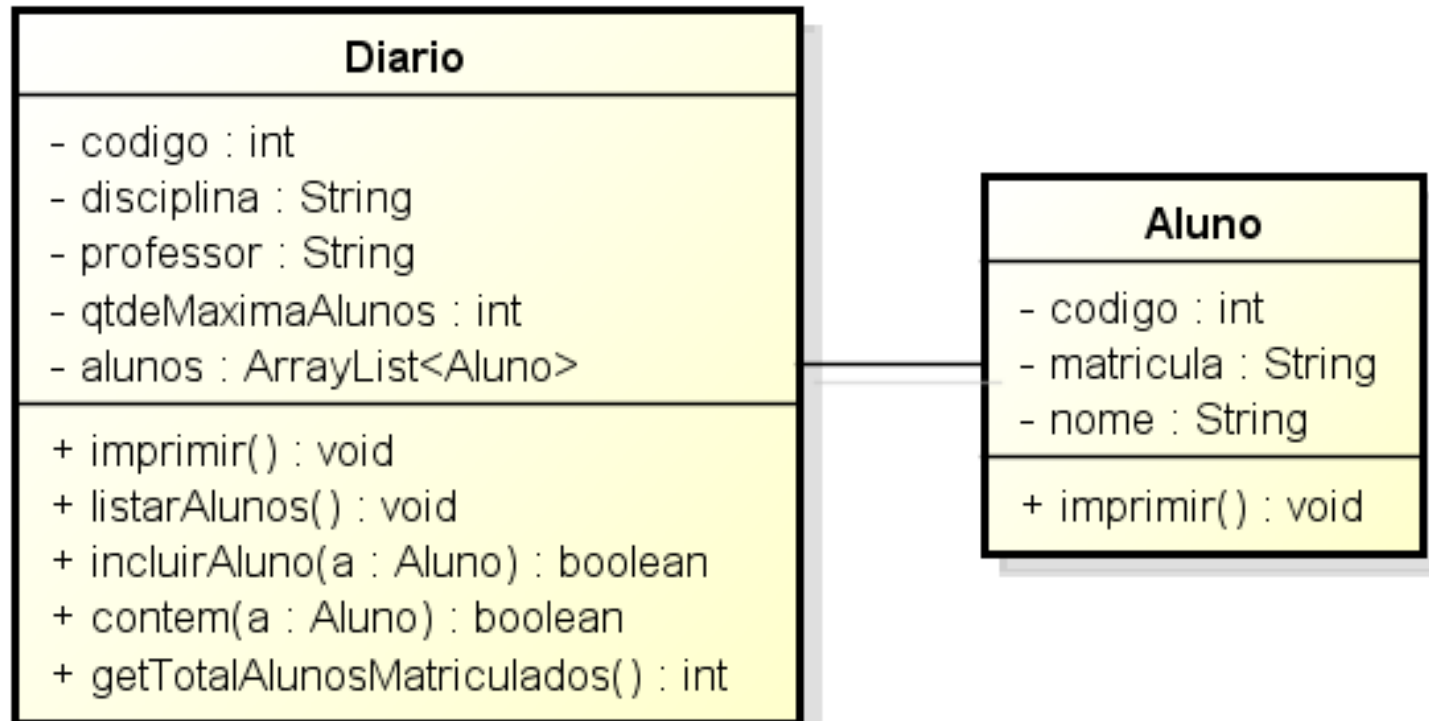 Diario
- codigo : int
- disciplina : String
- professor : String
- qtdeMaximaAlunos : int
- alunos : ArrayList<Aluno>
+ imprimir() : void
+ listarAlunos() : void
+ incluirAluno(a : Aluno) : boolean
+ contem(a : Aluno) : boolean
+ getTotalAlunosMatriculados() : int
Aluno
- codigo : int
- matricula : String
- nome : String
+ imprimir() : void